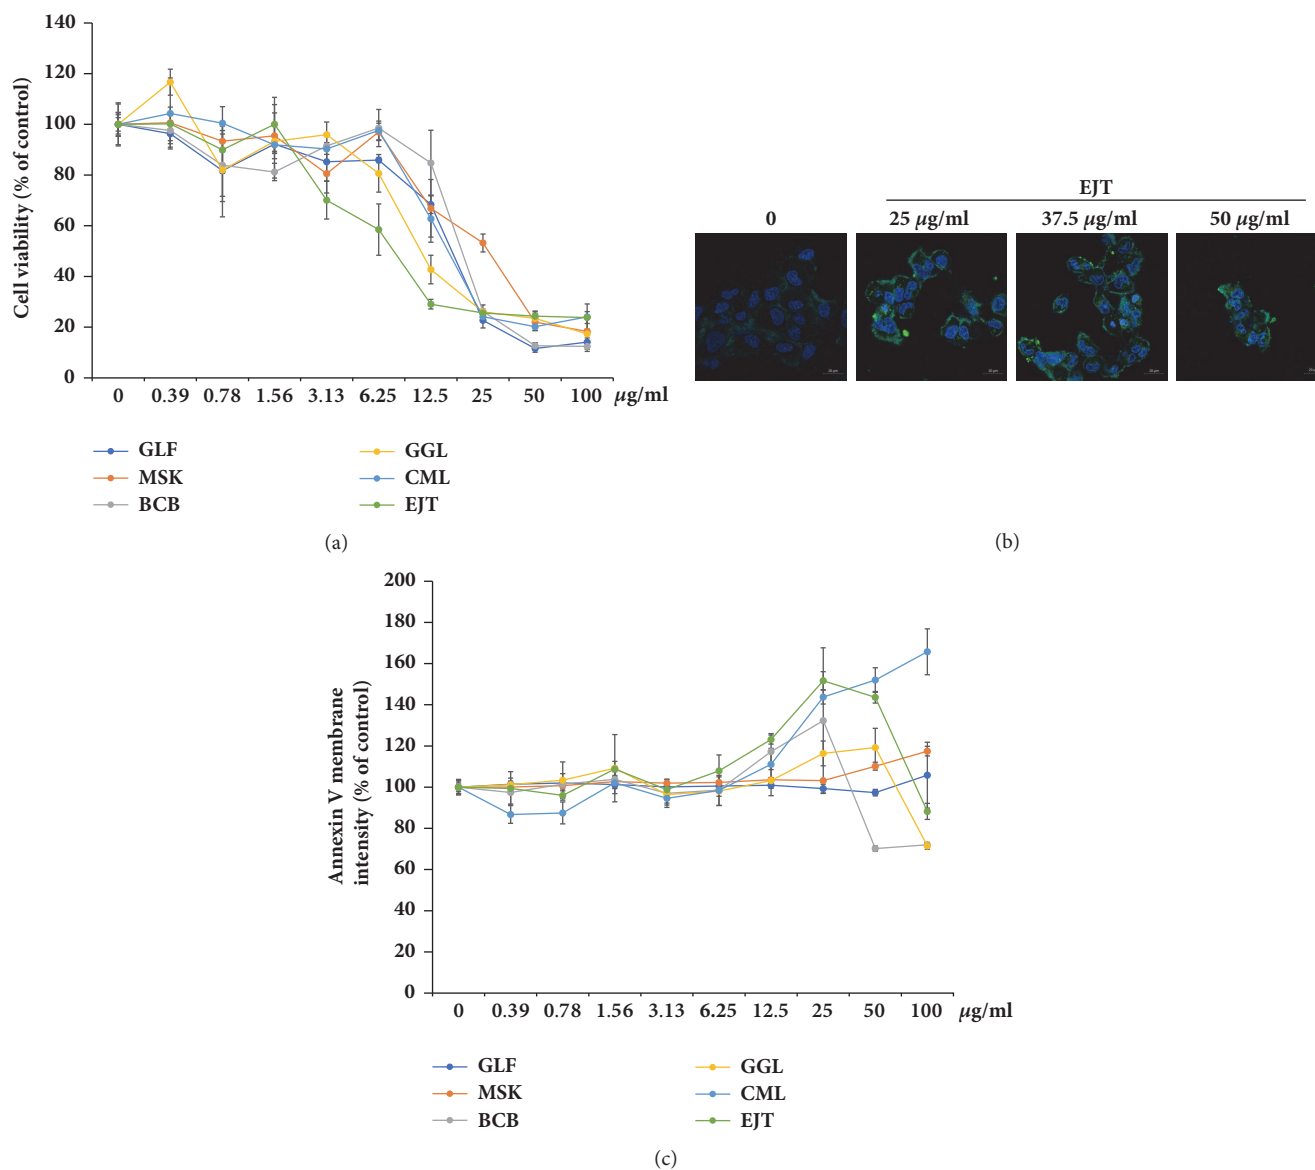 140
120
100
80
60
40
20
0
Cell viability (% of control)
0 0.39 0.78 1.56 3.13 6.25 12.5 25 50 100 μg/ml
GLF GGL
MSK CML
BCB EJT
(a)
EJT
0 25 μg/ml 37.5 μg/ml 50 μg/ml
(b)
200
180
160
140
120
100
80
60
40
20
0
Annexin V membrane
intensity (% of control)
0 0.39 0.78 1.56 3.13 6.25 12.5 25 50 100 μg/ml
GLF GGL
MSK CML
BCB EJT
(c)